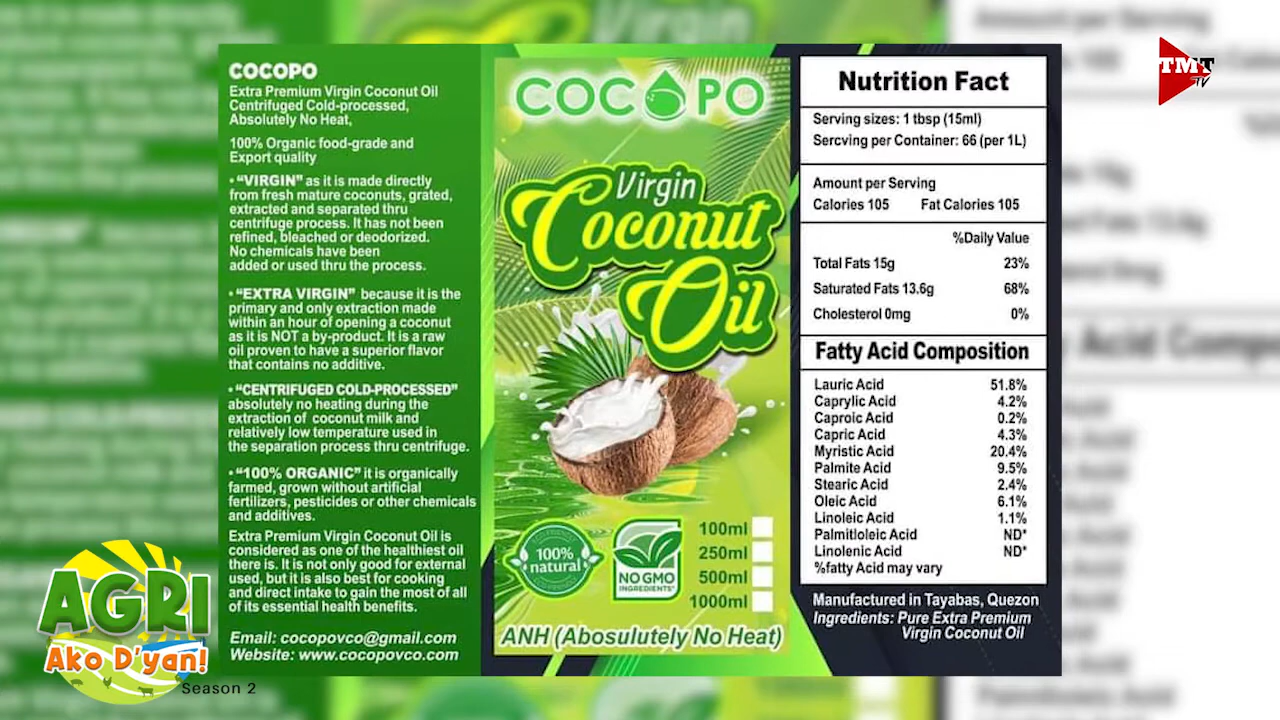 COCOPO
Extra Premium Virgin Coconut Oil
Centrifuged Cold-processed,
Absolutely No Heat,
100% Organic food-grade and
Export quality
• “VIRGIN” as it is made directly
from fresh mature coconuts, grated,
extracted and separated thru
centrifuge process. It has not been
refined, bleached or deodorized.
No chemicals have been
added or used thru the process.
• “EXTRA VIRGIN” because it is the
primary and only extraction made
within an hour of opening a coconut
as it is NOT a by-product. It is a raw
oil proven to have a superior flavor
that contains no additive.
• “CENTRIFUGED COLD-PROCESSED”
absolutely no heating during the
extraction of coconut milk and
relatively low temperature used in
the separation process thru centrifuge.
• “100% ORGANIC” it is organically
farmed, grown without artificial
fertilizers, pesticides or other chemicals
and additives.
Extra Premium Virgin Coconut Oil is
considered as one of the healthiest oil
there is. It is not only good for external
used, but it is also best for cooking
and direct intake to gain the most of all
of its essential health benefits.
Email: cocopovco@gmail.com
Website: www.cocopovco.com
COCOPO
Virgin
Coconut
Oil
100%
natural
NO GMO
INGREDIENTS*
100ml
250ml
500ml
1000ml
ANH (Abosulutely No Heat)
Nutrition Fact
Serving sizes: 1 tbsp (15ml)
Sercving per Container: 66 (per 1L)
Amount per Serving
Calories 105 Fat Calories 105
%Daily Value
Total Fats 15g 23%
Saturated Fats 13.6g 68%
Cholesterol 0mg 0%
Fatty Acid Composition
Lauric Acid 51.8%
Caprylic Acid 4.2%
Caproic Acid 0.2%
Capric Acid 4.3%
Myristic Acid 20.4%
Palmite Acid 9.5%
Stearic Acid 2.4%
Oleic Acid 6.1%
Linoleic Acid 1.1%
Palmitloleic Acid ND*
Linolenic Acid ND*
%fatty Acid may vary
Manufactured in Tayabas, Quezon
Ingredients: Pure Extra Premium
Virgin Coconut Oil
TMT
TV
AGRI
Ako D'yan!
Season 2